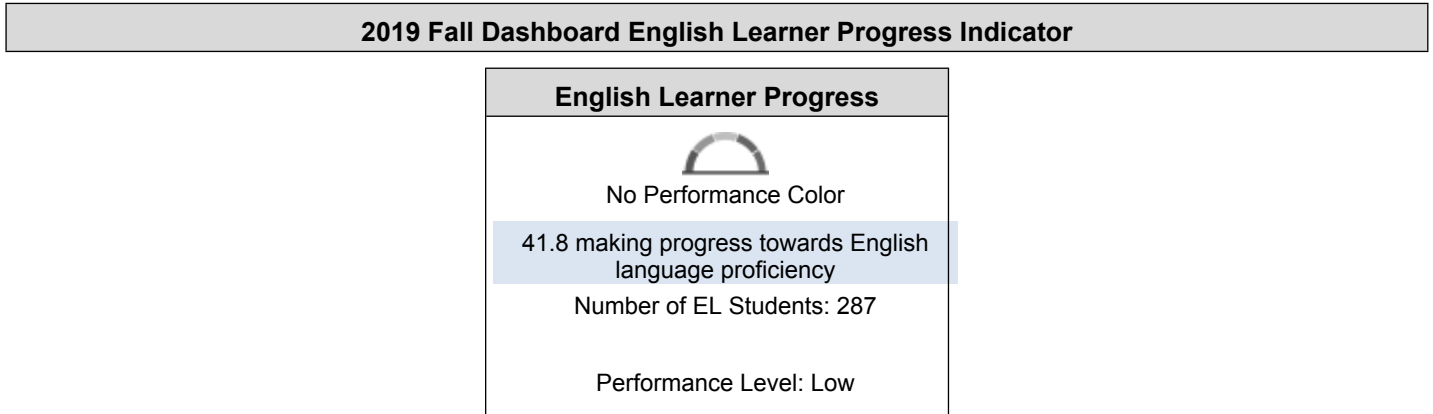 2019 Fall Dashboard English Learner Progress Indicator
English Learner Progress
No Performance Color
41.8 making progress towards English
language proficiency
Number of EL Students: 287
Performance Level: Low